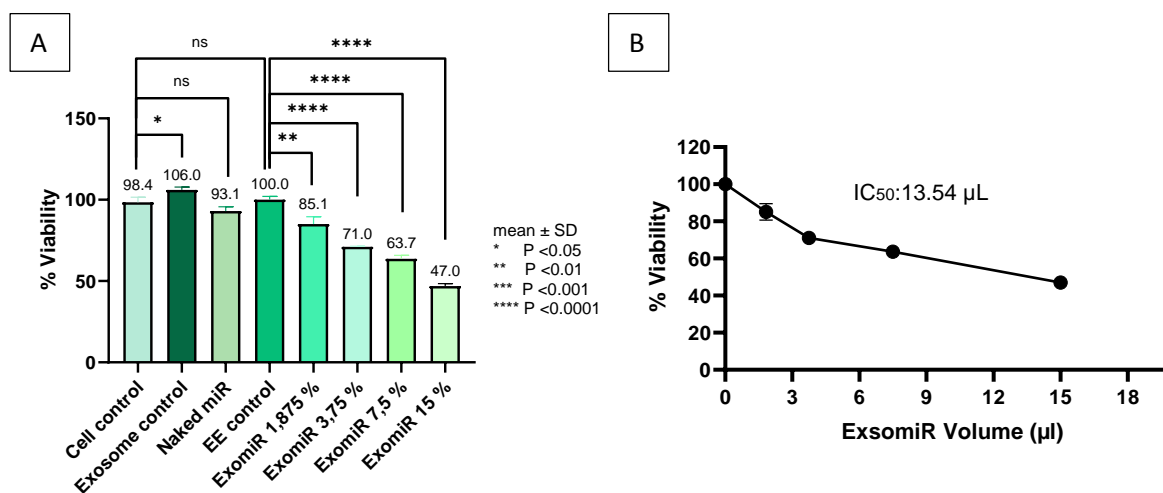 A
ns
ns
*
****
****
****
**
% Viability
150
100
50
0
98.4
106.0
93.1
100.0
85.1
71.0
63.7
47.0
Cell control
Exosome control
Naked miR
EE control
ExomiR 1,875 %
ExomiR 3,75 %
ExomiR 7,5 %
ExomiR 15 %
mean ± SD
* P <0.05
** P <0.01
*** P <0.001
**** P <0.0001
B
% Viability
120
100
80
60
40
20
0
IC50:13.54 µL
0 3 6 9 12 15 18
ExsomiR Volume (µl)